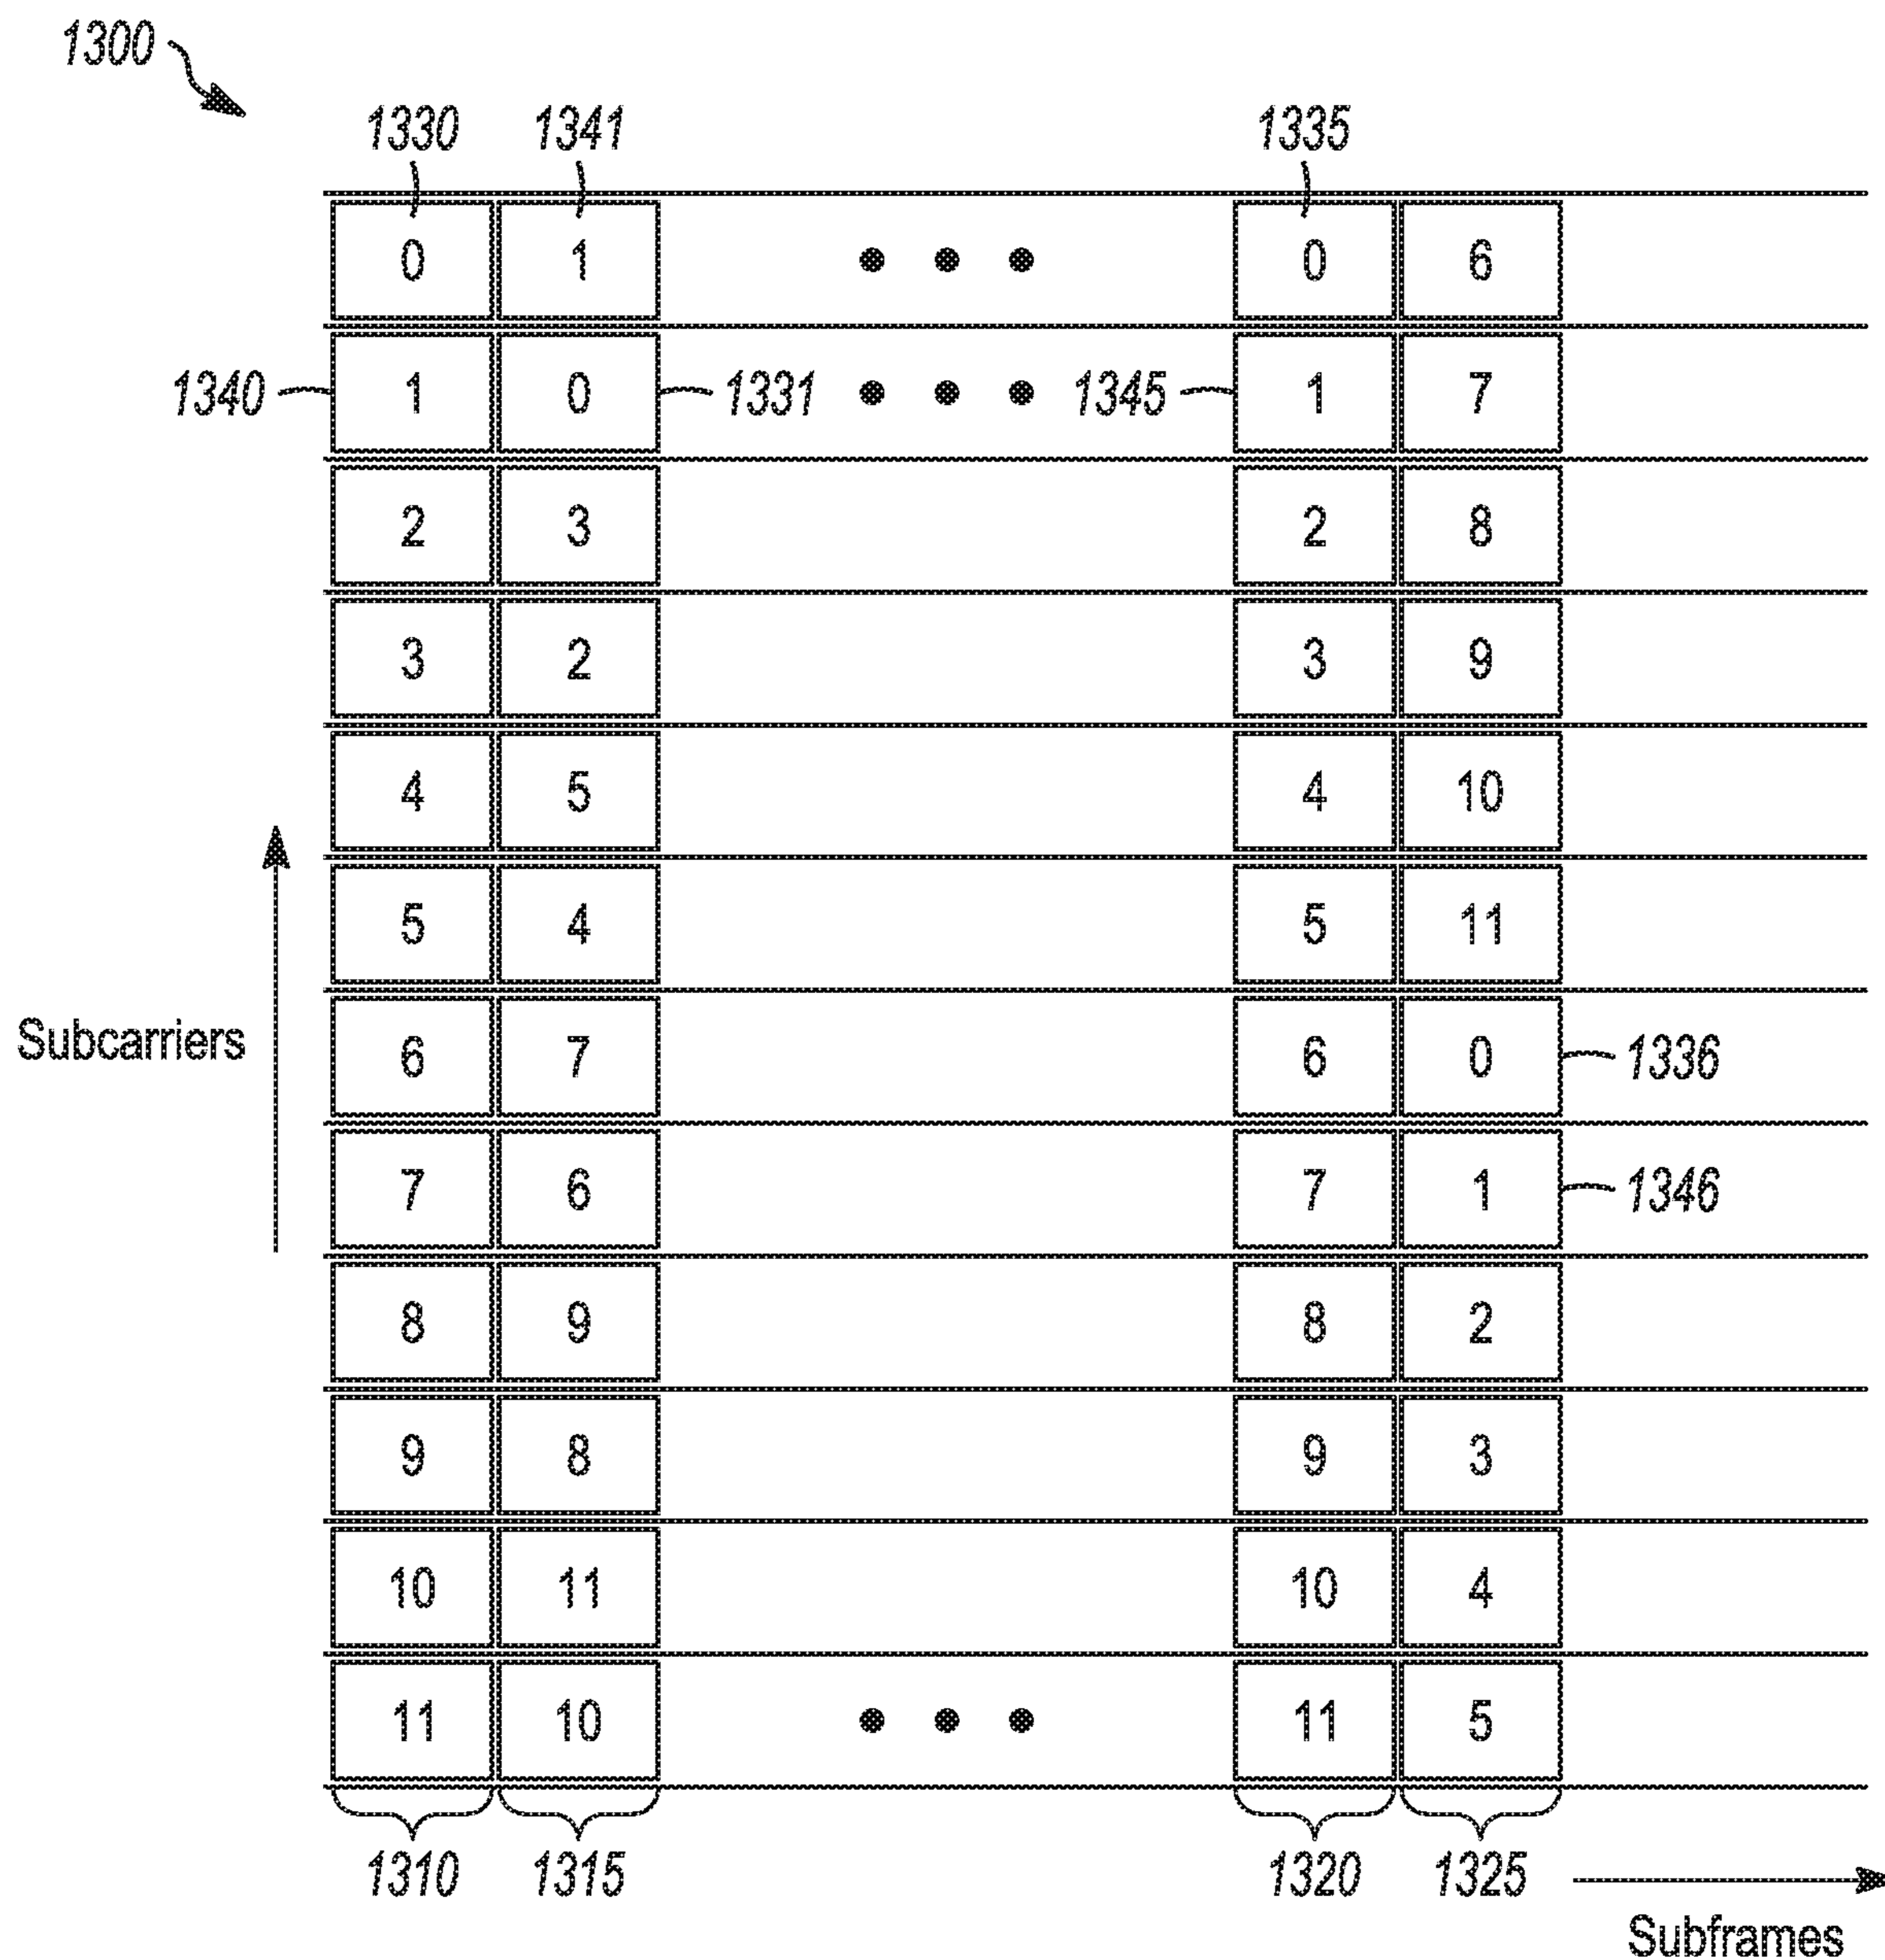 1300
1330 1341 1335
0 1 0 6
1340 1 0 1331 1345 1 7
2 3 2 8
3 2 3 9
4 5 4 10
5 4 5 11
Subcarriers 6 7 6 0 1336
7 6 7 1 1346
8 9 8 2
9 8 9 3
10 11 10 4
11 10 11 5
1310 1315 1320 1325
Subframes